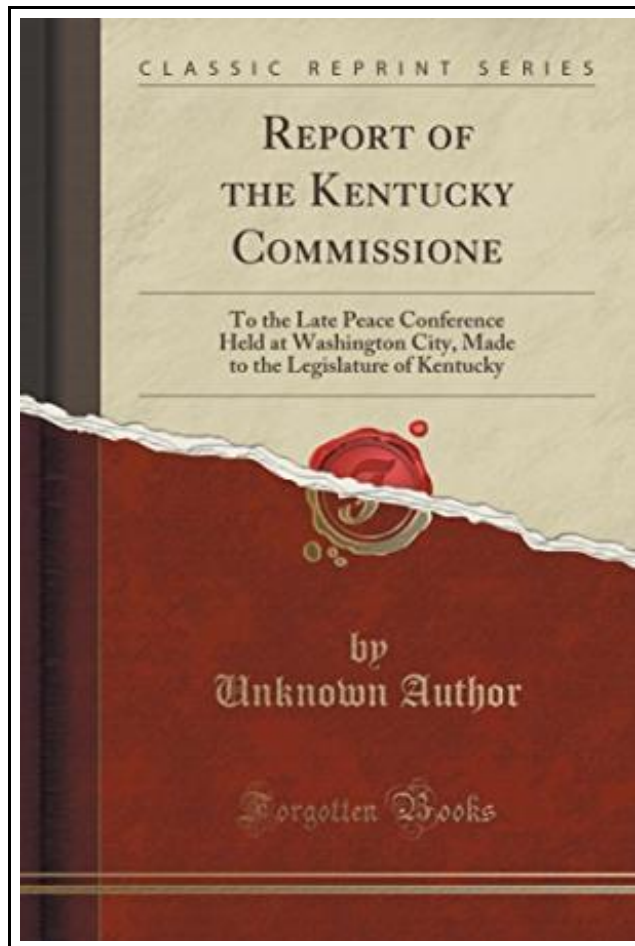 CLASSIC REPRINT SERIES
REPORT OF
THE KENTUCKY
COMMISSIONE
To the Late Peace Conference
Held at Washington City, Made
to the Legislature of Kentucky
by
Unknown Author
Forgotten Books